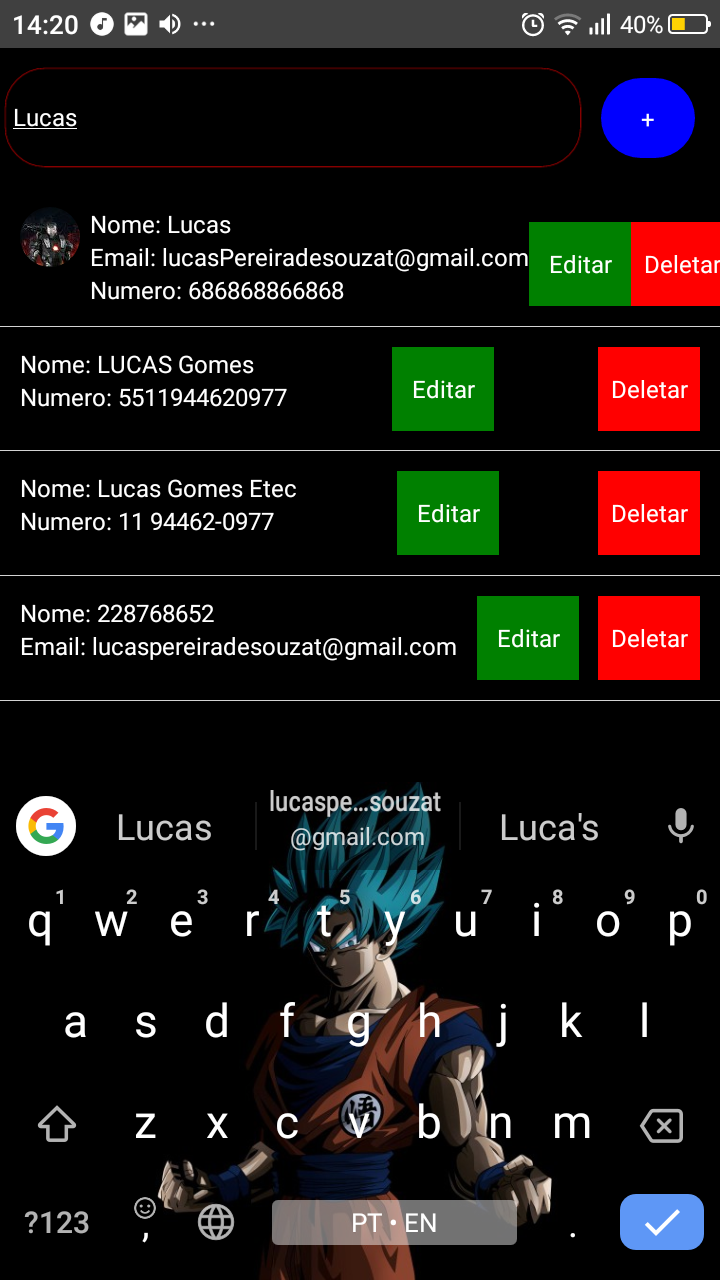 14:20 40%
Lucas
+
Nome: Lucas
Email: lucasPereiradesouzat@gmail.com
Numero: 686868866868
Editar Deletar
Nome: LUCAS Gomes
Numero: 5511944620977
Editar Deletar
Nome: Lucas Gomes Etec
Numero: 11 94462-0977
Editar Deletar
Nome: 228768652
Email: lucaspereiradesouzat@gmail.com
Editar Deletar
G Lucas lucaspe...souzat Luca's
@gmail.com
1 2 3 4 5 6 7 8 9 0
q w e r t y u i o p
a s d f g h j k l
悟
z x c v b n m
?123 , PT • EN .